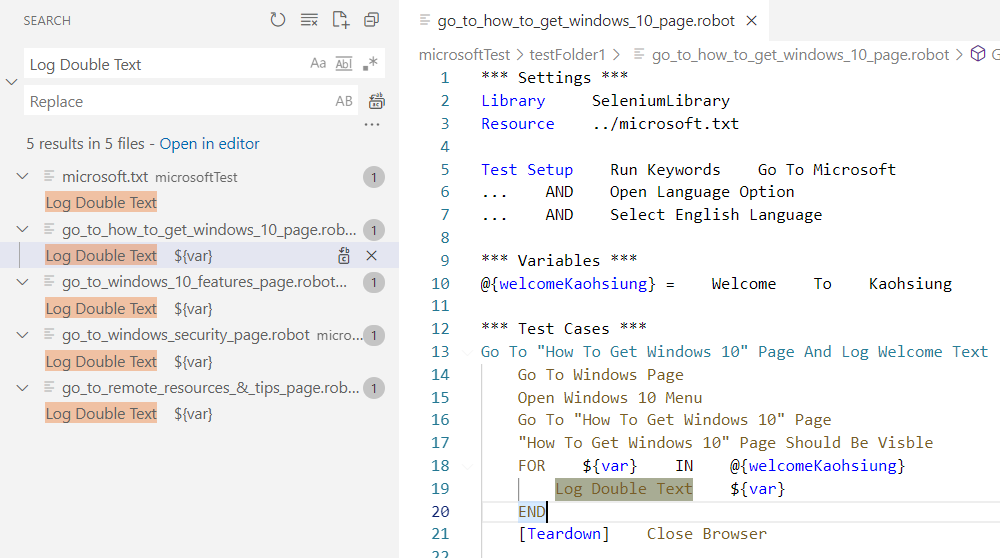 SEARCH
Log Double Text
Aa Abl .*
Replace
AB
...
5 results in 5 files - Open in editor
microsoft.txt microsoftTest 1
Log Double Text
go_to_how_to_get_windows_10_page.rob... 1
Log Double Text ${var}
go_to_windows_10_features_page.robot... 1
Log Double Text ${var}
go_to_windows_security_page.robot micro... 1
Log Double Text ${var}
go_to_remote_resources_&_tips_page.rob... 1
Log Double Text ${var}
go_to_how_to_get_windows_10_page.robot
microsoftTest > testFolder1 > go_to_how_to_get_windows_10_page.robot > G
1 *** Settings ***
2 Library SeleniumLibrary
3 Resource ../microsoft.txt
4
5 Test Setup Run Keywords Go To Microsoft
6 ... AND Open Language Option
7 ... AND Select English Language
8
9 *** Variables ***
10 @{welcomeKaohsiung} = Welcome To Kaohsiung
11
12 *** Test Cases ***
13 Go To "How To Get Windows 10" Page And Log Welcome Text
14 Go To Windows Page
15 Open Windows 10 Menu
16 Go To "How To Get Windows 10" Page
17 "How To Get Windows 10" Page Should Be Visble
18 FOR ${var} IN @{welcomeKaohsiung}
19 Log Double Text ${var}
20 END
21 [Teardown] Close Browser
22